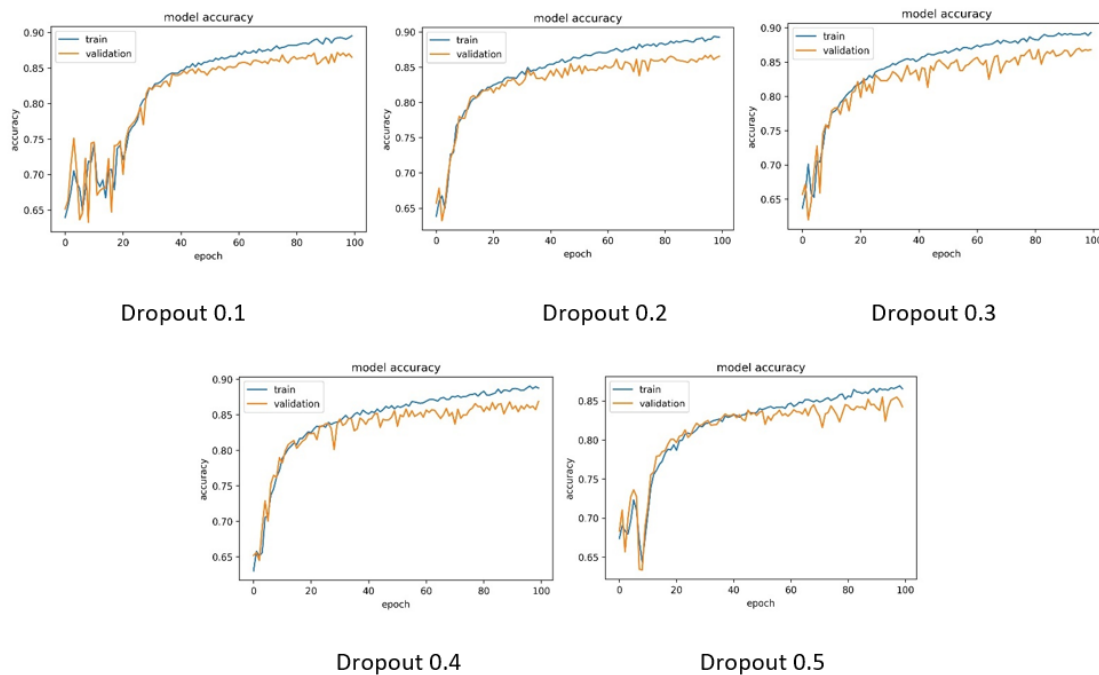 model accuracy
train
validation
accuracy
0.90
0.85
0.80
0.75
0.70
0.65
0 20 40 60 80 100
epoch
Dropout 0.1
model accuracy
train
validation
accuracy
0.90
0.85
0.80
0.75
0.70
0.65
0 20 40 60 80 100
epoch
Dropout 0.2
model accuracy
train
validation
accuracy
0.90
0.85
0.80
0.75
0.70
0.65
0 20 40 60 80 100
epoch
Dropout 0.3
model accuracy
train
validation
accuracy
0.90
0.85
0.80
0.75
0.70
0.65
0 20 40 60 80 100
epoch
Dropout 0.4
model accuracy
train
validation
accuracy
0.85
0.80
0.75
0.70
0.65
0 20 40 60 80 100
epoch
Dropout 0.5